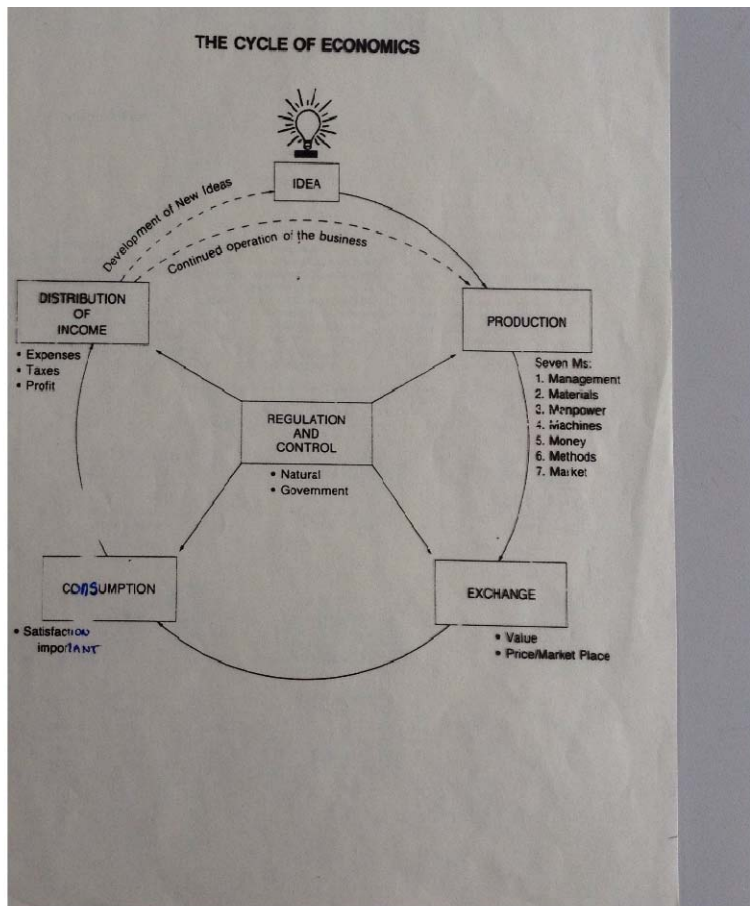 THE CYCLE OF ECONOMICS
IDEA
Development of New Ideas
Continued operation of the business
DISTRIBUTION
OF
INCOME
• Expenses
• Taxes
• Profit
PRODUCTION
Seven Ms:
1. Management
2. Materials
3. Manpower
4. Machines
5. Money
6. Methods
7. Market
REGULATION
AND
CONTROL
• Natural
• Government
CONSUMPTION
• Satisfaction
important
EXCHANGE
• Value
• Price/Market Place